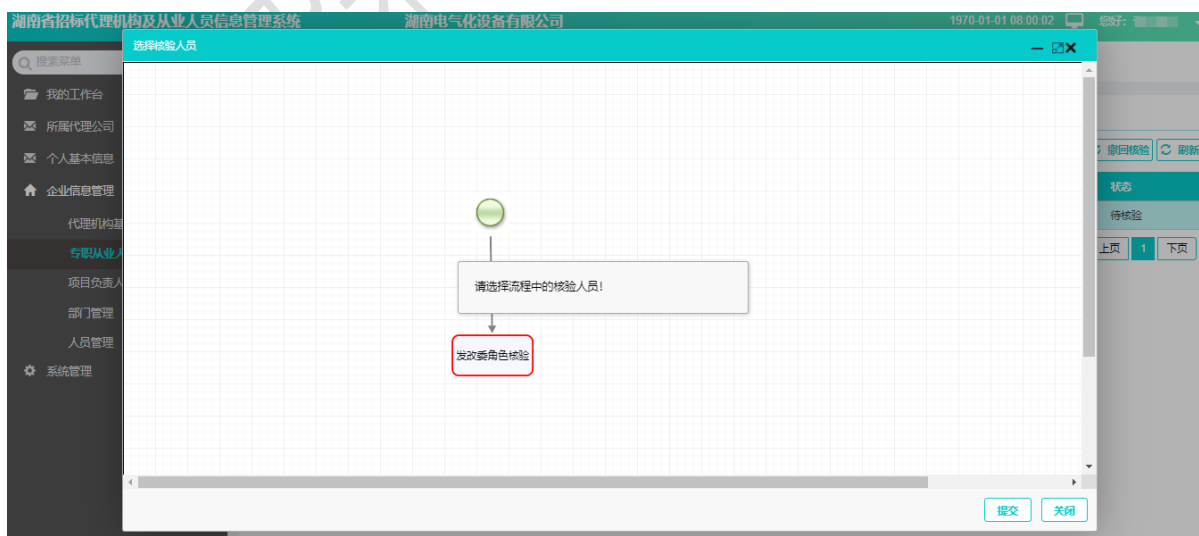 湖南省招标代理机构及从业人员信息管理系统 湖南电气化设备有限公司 1970-01-01 08:00:02 您好:
选择核验人员
搜索菜单
我的工作台
所属代理公司
个人基本信息
撤回核验 刷新
企业信息管理
状态
代理机构基
待核验
专职从业人
上页 1 下页
项目负责人
请选择流程中的核验人员!
部门管理
人员管理
发改委角色核验
系统管理
提交 关闭